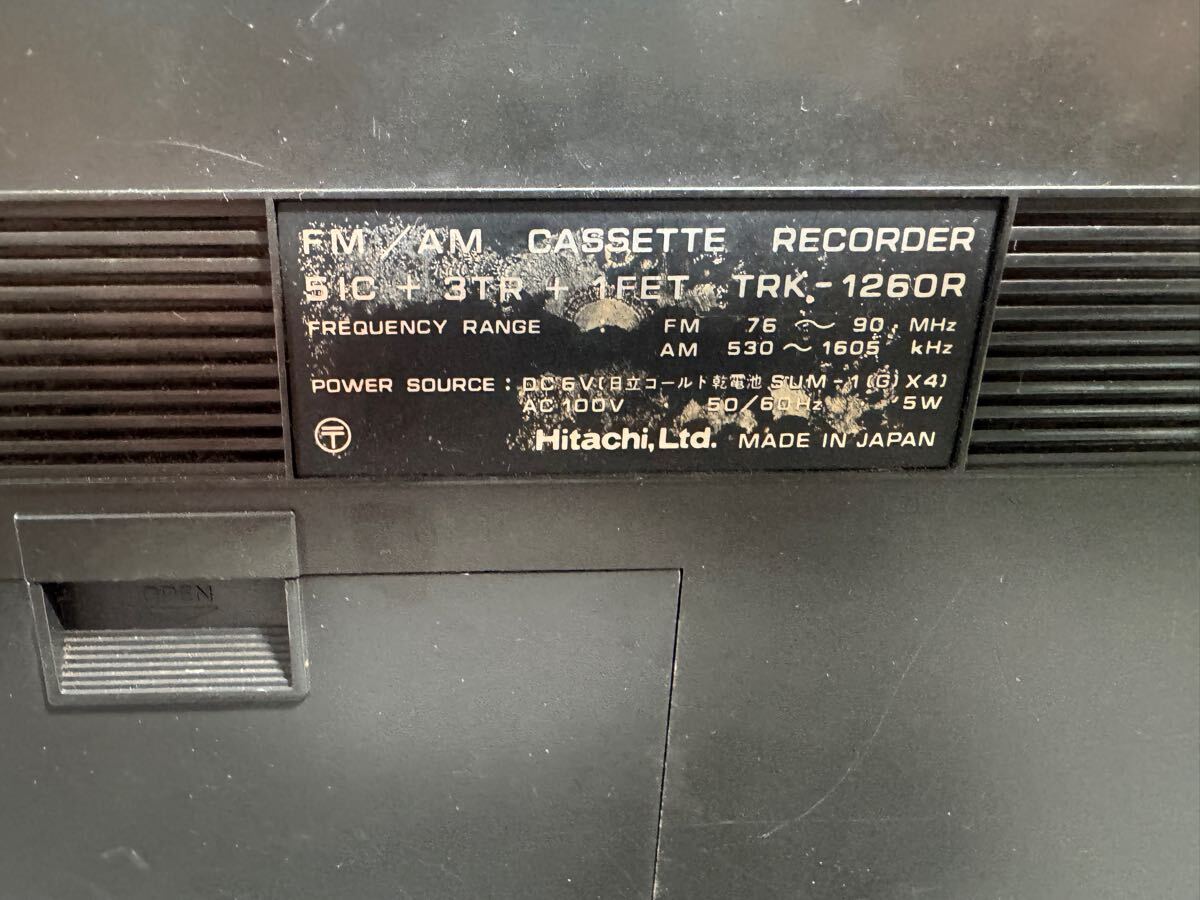 FM/AM CASSETTE RECORDER
5IC + 3TR + 1FET TRK-1260R
FREQUENCY RANGE FM 76 ~ 90 MHz
AM 530 ~ 1605 kHz
POWER SOURCE: DC 6V(日立ゴールド乾電池 SUM-1(G)X4)
AC 100V 50/60Hz 5W
〒 Hitachi, Ltd. MADE IN JAPAN
OPEN